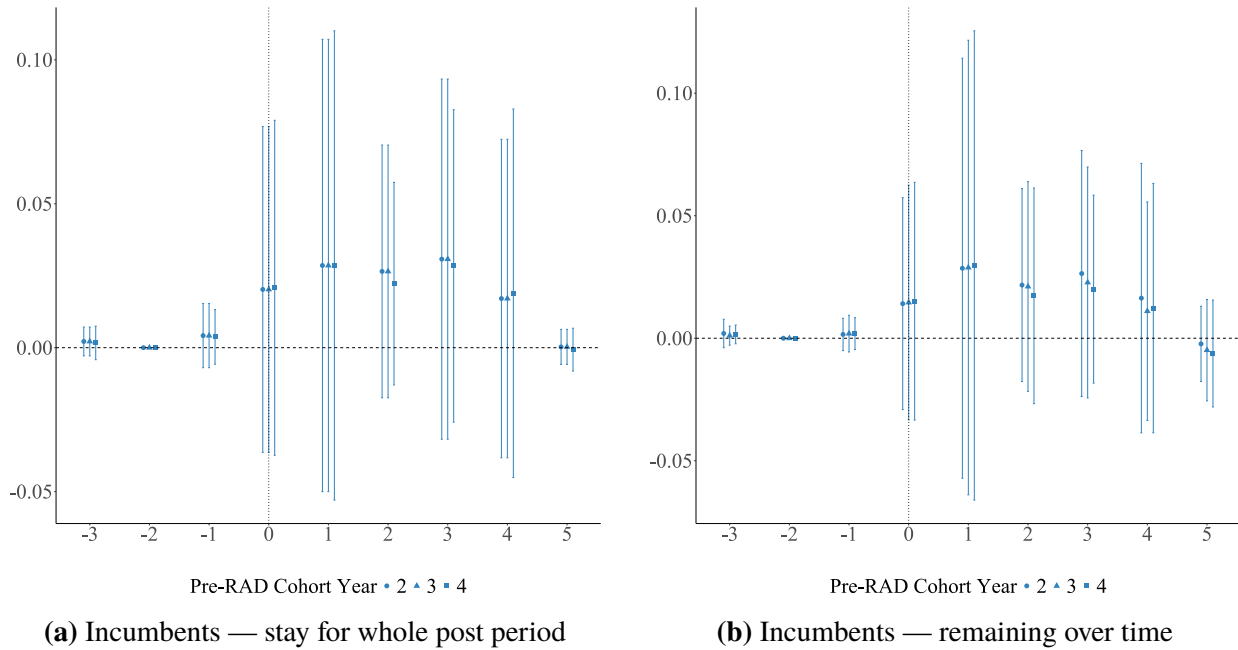 0.10
0.05
0.00
-0.05
-3 -2 -1 0 1 2 3 4 5
Pre-RAD Cohort Year 2 3 4
(a) Incumbents — stay for whole post period
0.10
0.05
0.00
-0.05
-3 -2 -1 0 1 2 3 4 5
Pre-RAD Cohort Year 2 3 4
(b) Incumbents — remaining over time